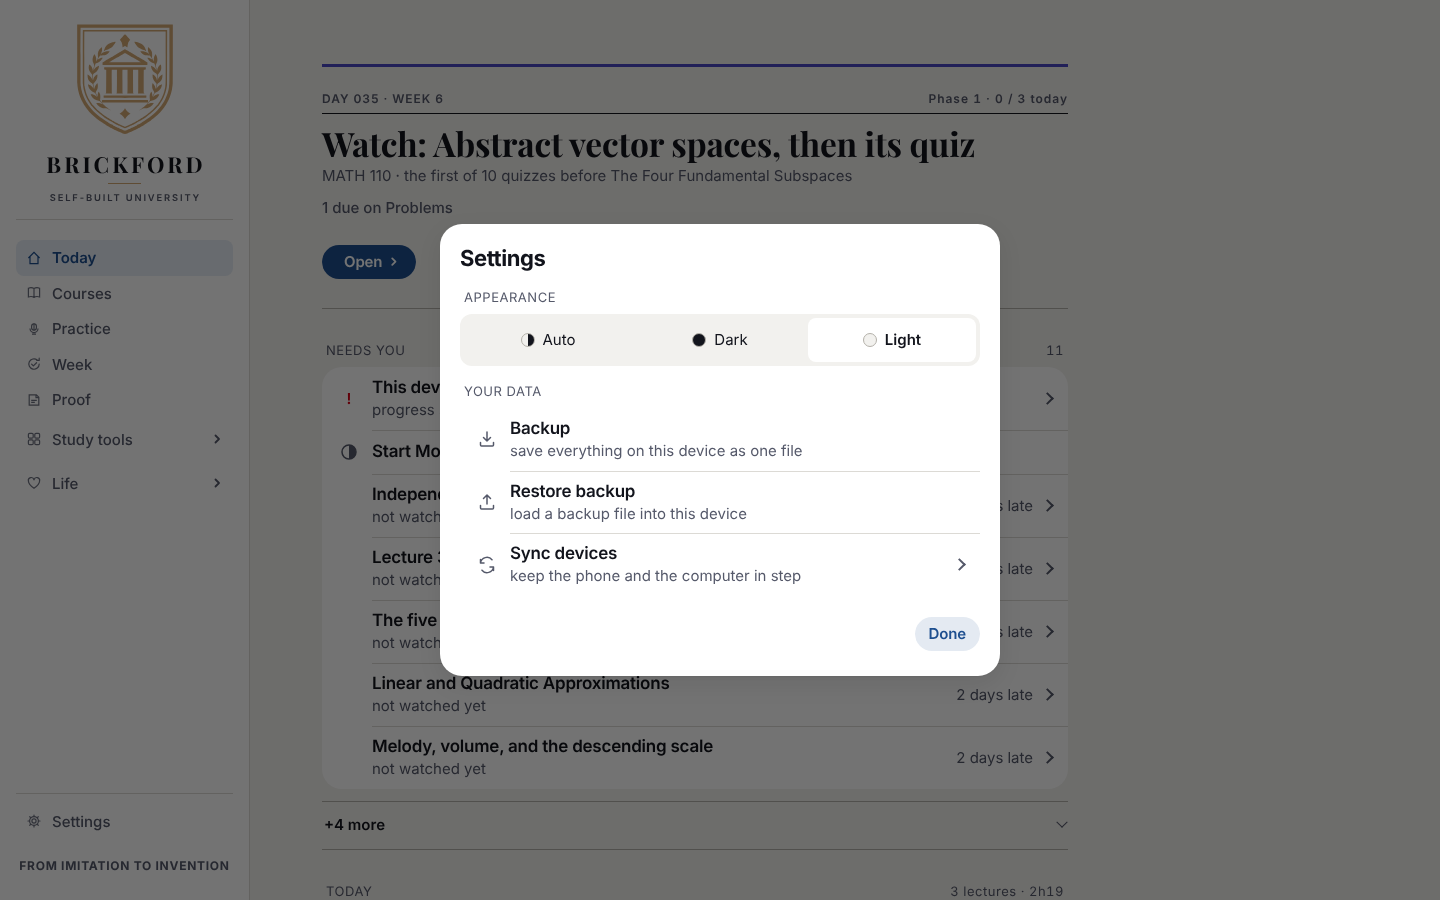 BRICKFORD
SELF-BUILT UNIVERSITY
Today
Courses
Practice
Week
Proof
Study tools
Life
Settings
FROM IMITATION TO INVENTION
DAY 035 · WEEK 6
Phase 1 · 0 / 3 today
Watch: Abstract vector spaces, then its quiz
MATH 110 · the first of 10 quizzes before The Four Fundamental Subspaces
1 due on Problems
Open
NEEDS YOU
11
This dev
progress
Start Mo
Indepen
not watch
s late
Lecture
not watch
s late
The five
not watch
s late
Linear and Quadratic Approximations
not watched yet
2 days late
Melody, volume, and the descending scale
not watched yet
2 days late
+4 more
TODAY
3 lectures · 2h19
Settings
APPEARANCE
Auto
Dark
Light
YOUR DATA
Backup
save everything on this device as one file
Restore backup
load a backup file into this device
Sync devices
keep the phone and the computer in step
Done